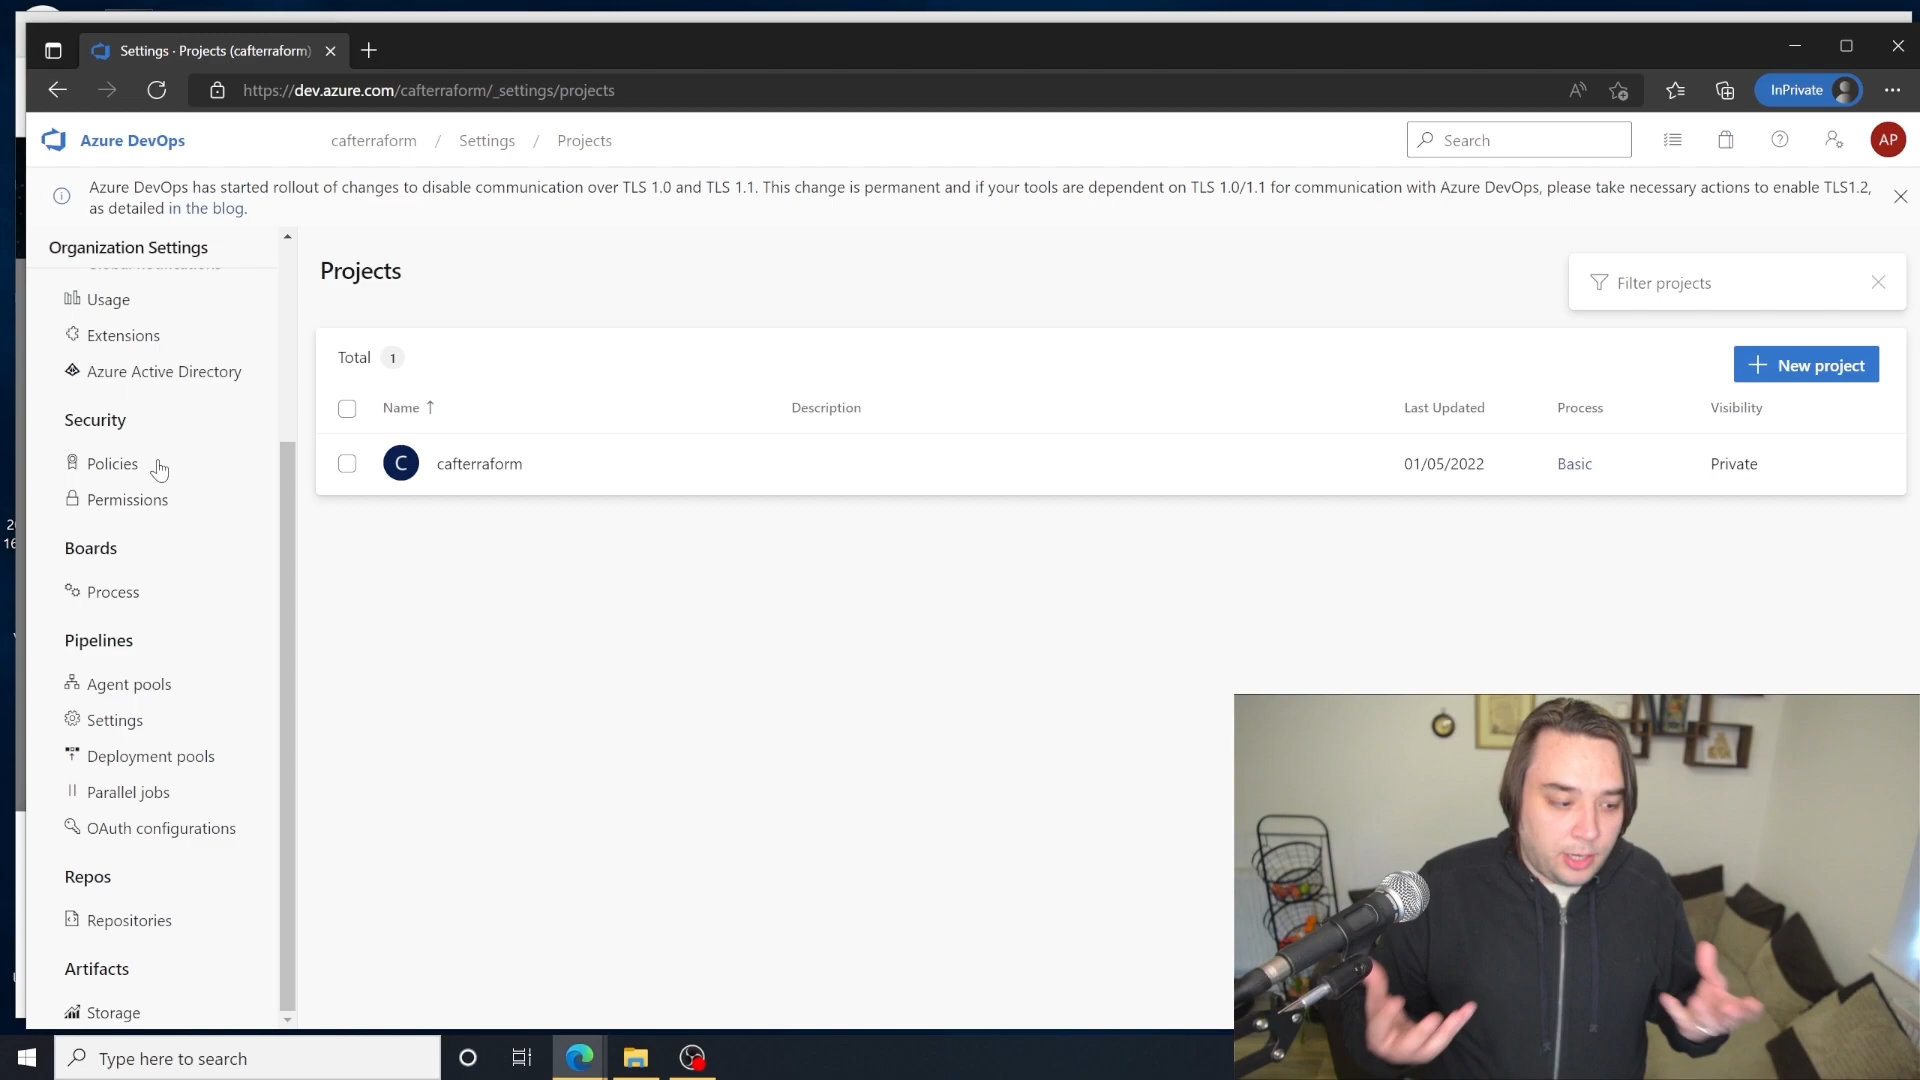 Settings · Projects (cafterraform)
https://dev.azure.com/cafterraform/_settings/projects
InPrivate
Azure DevOps
cafterraform / Settings / Projects
Search
AP
Azure DevOps has started rollout of changes to disable communication over TLS 1.0 and TLS 1.1. This change is permanent and if your tools are dependent on TLS 1.0/1.1 for communication with Azure DevOps, please take necessary actions to enable TLS1.2,
as detailed in the blog.
Organization Settings
Global notifications
Usage
Extensions
Azure Active Directory
Security
Policies
Permissions
Boards
Process
Pipelines
Agent pools
Settings
Deployment pools
Parallel jobs
OAuth configurations
Repos
Repositories
Artifacts
Storage
Projects
Filter projects
Total 1
New project
Name ↑ Description Last Updated Process Visibility
C cafterraform 01/05/2022 Basic Private
Type here to search